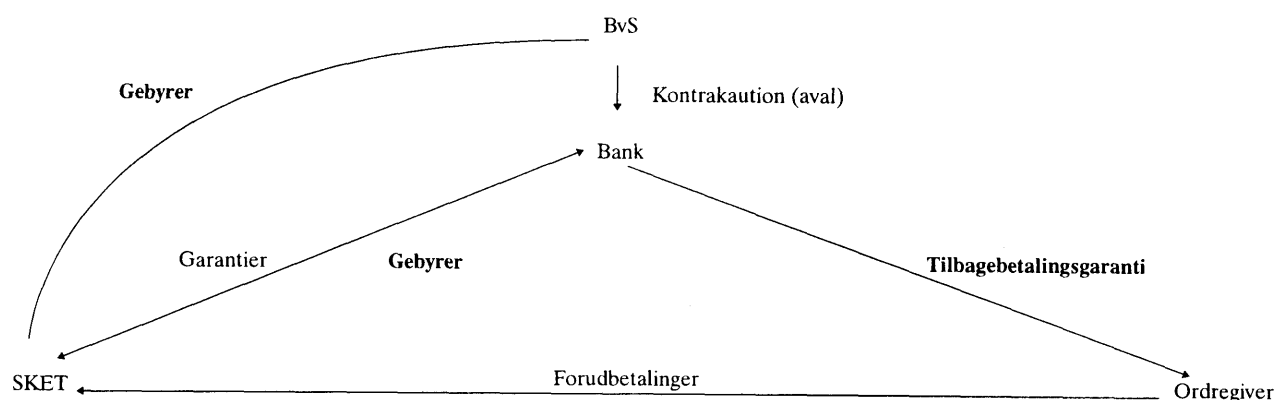 BvS
Gebyrer
Kontrakaution (aval)
Bank
Garantier
Gebyrer
Tilbagebetalingsgaranti
SKET
Forudbetalinger
Ordregiver